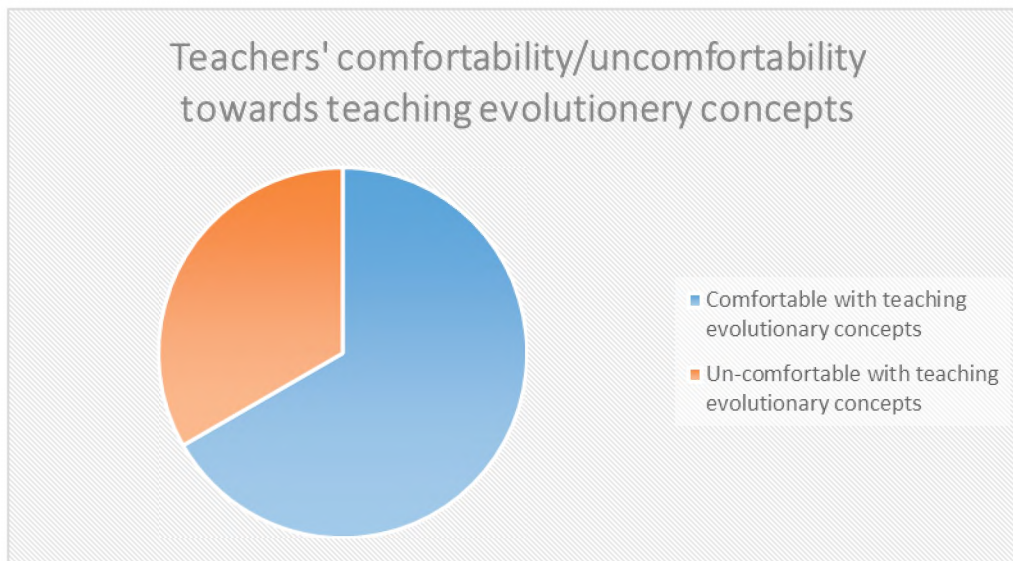 Teachers' comfortability/uncomfortability
towards teaching evolutionery concepts
Comfortable with teaching
evolutionary concepts
Un-comfortable with teaching
evolutionary concepts